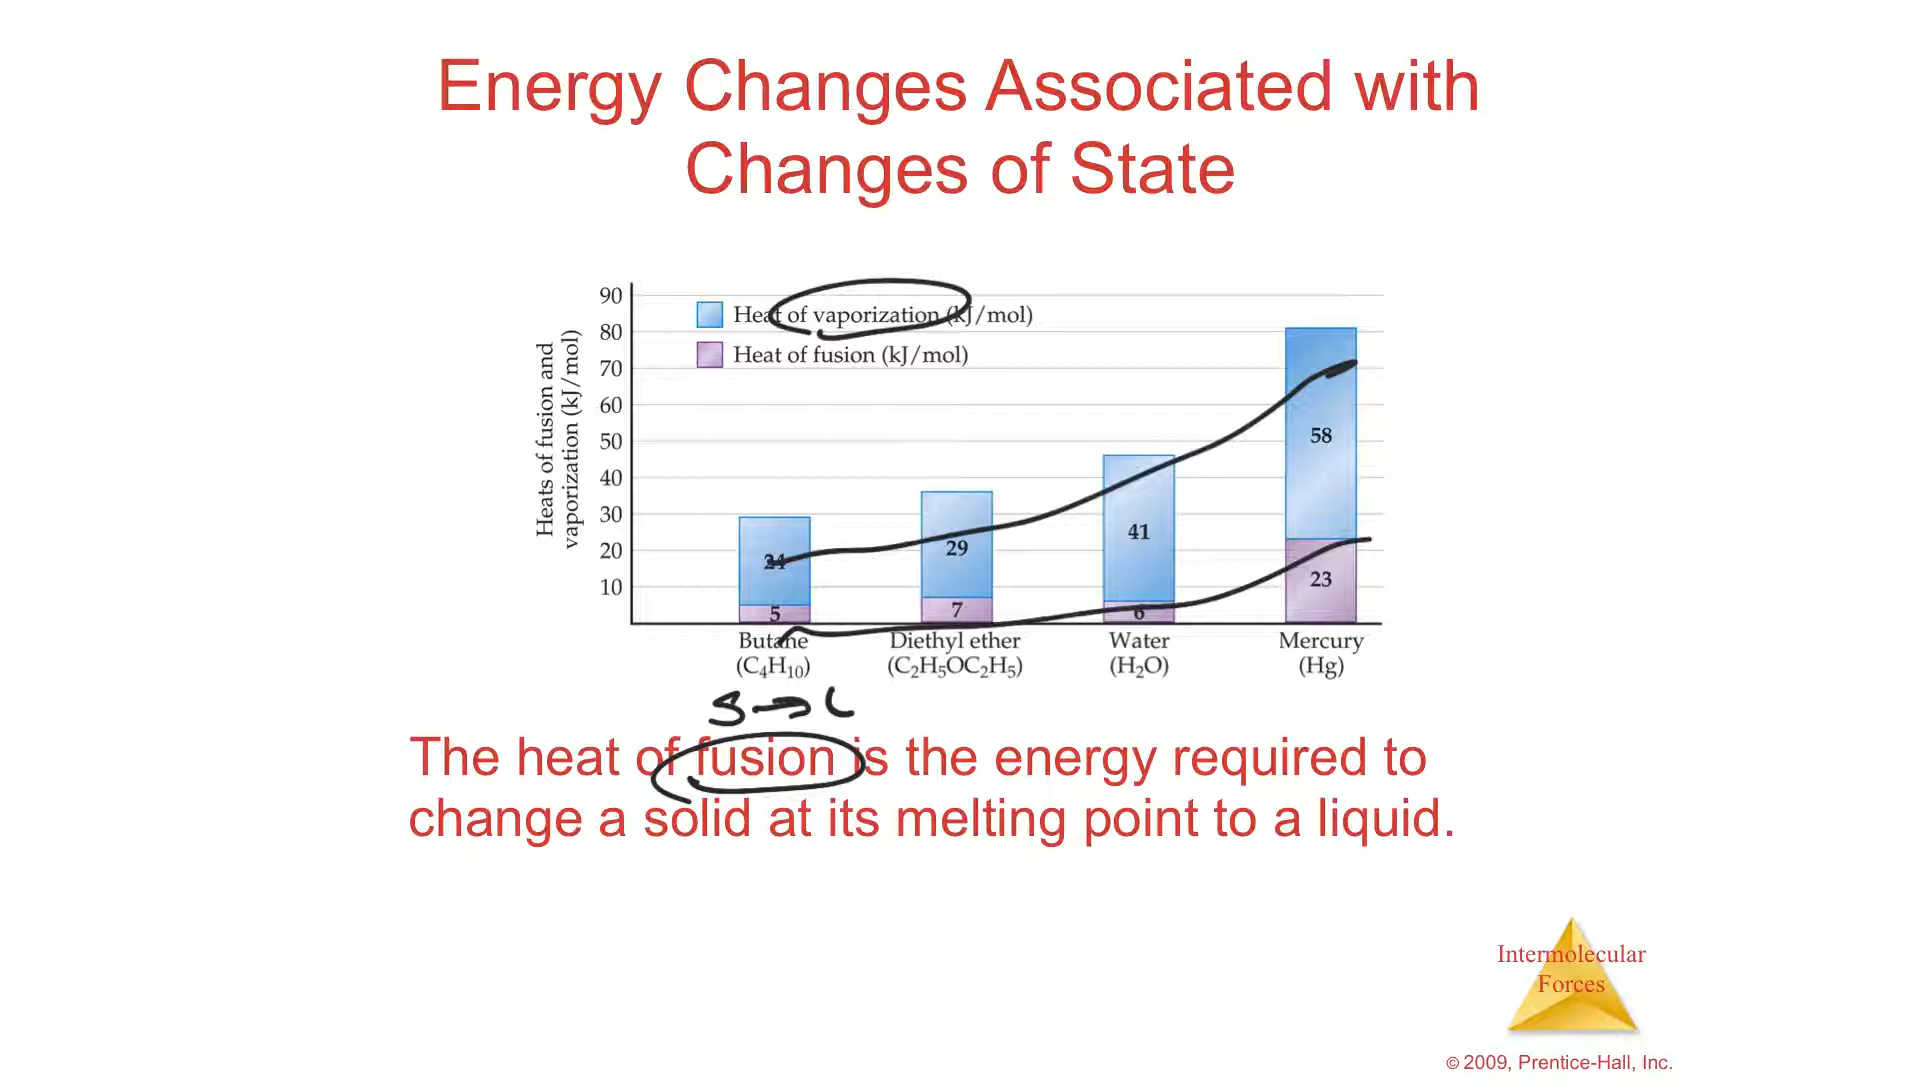 Energy Changes Associated with
Changes of State
Heats of fusion and
vaporization (kJ/mol)
90
80
70
60
50
40
30
20
10
Heat of vaporization (kJ/mol)
Heat of fusion (kJ/mol)
24
5
29
7
41
6
58
23
Butane
(C₄H₁₀)
Diethyl ether
(C₂H₅OC₂H₅)
Water
(H₂O)
Mercury
(Hg)
S → L
The heat of fusion is the energy required to
change a solid at its melting point to a liquid.
Intermolecular
Forces
© 2009, Prentice-Hall, Inc.